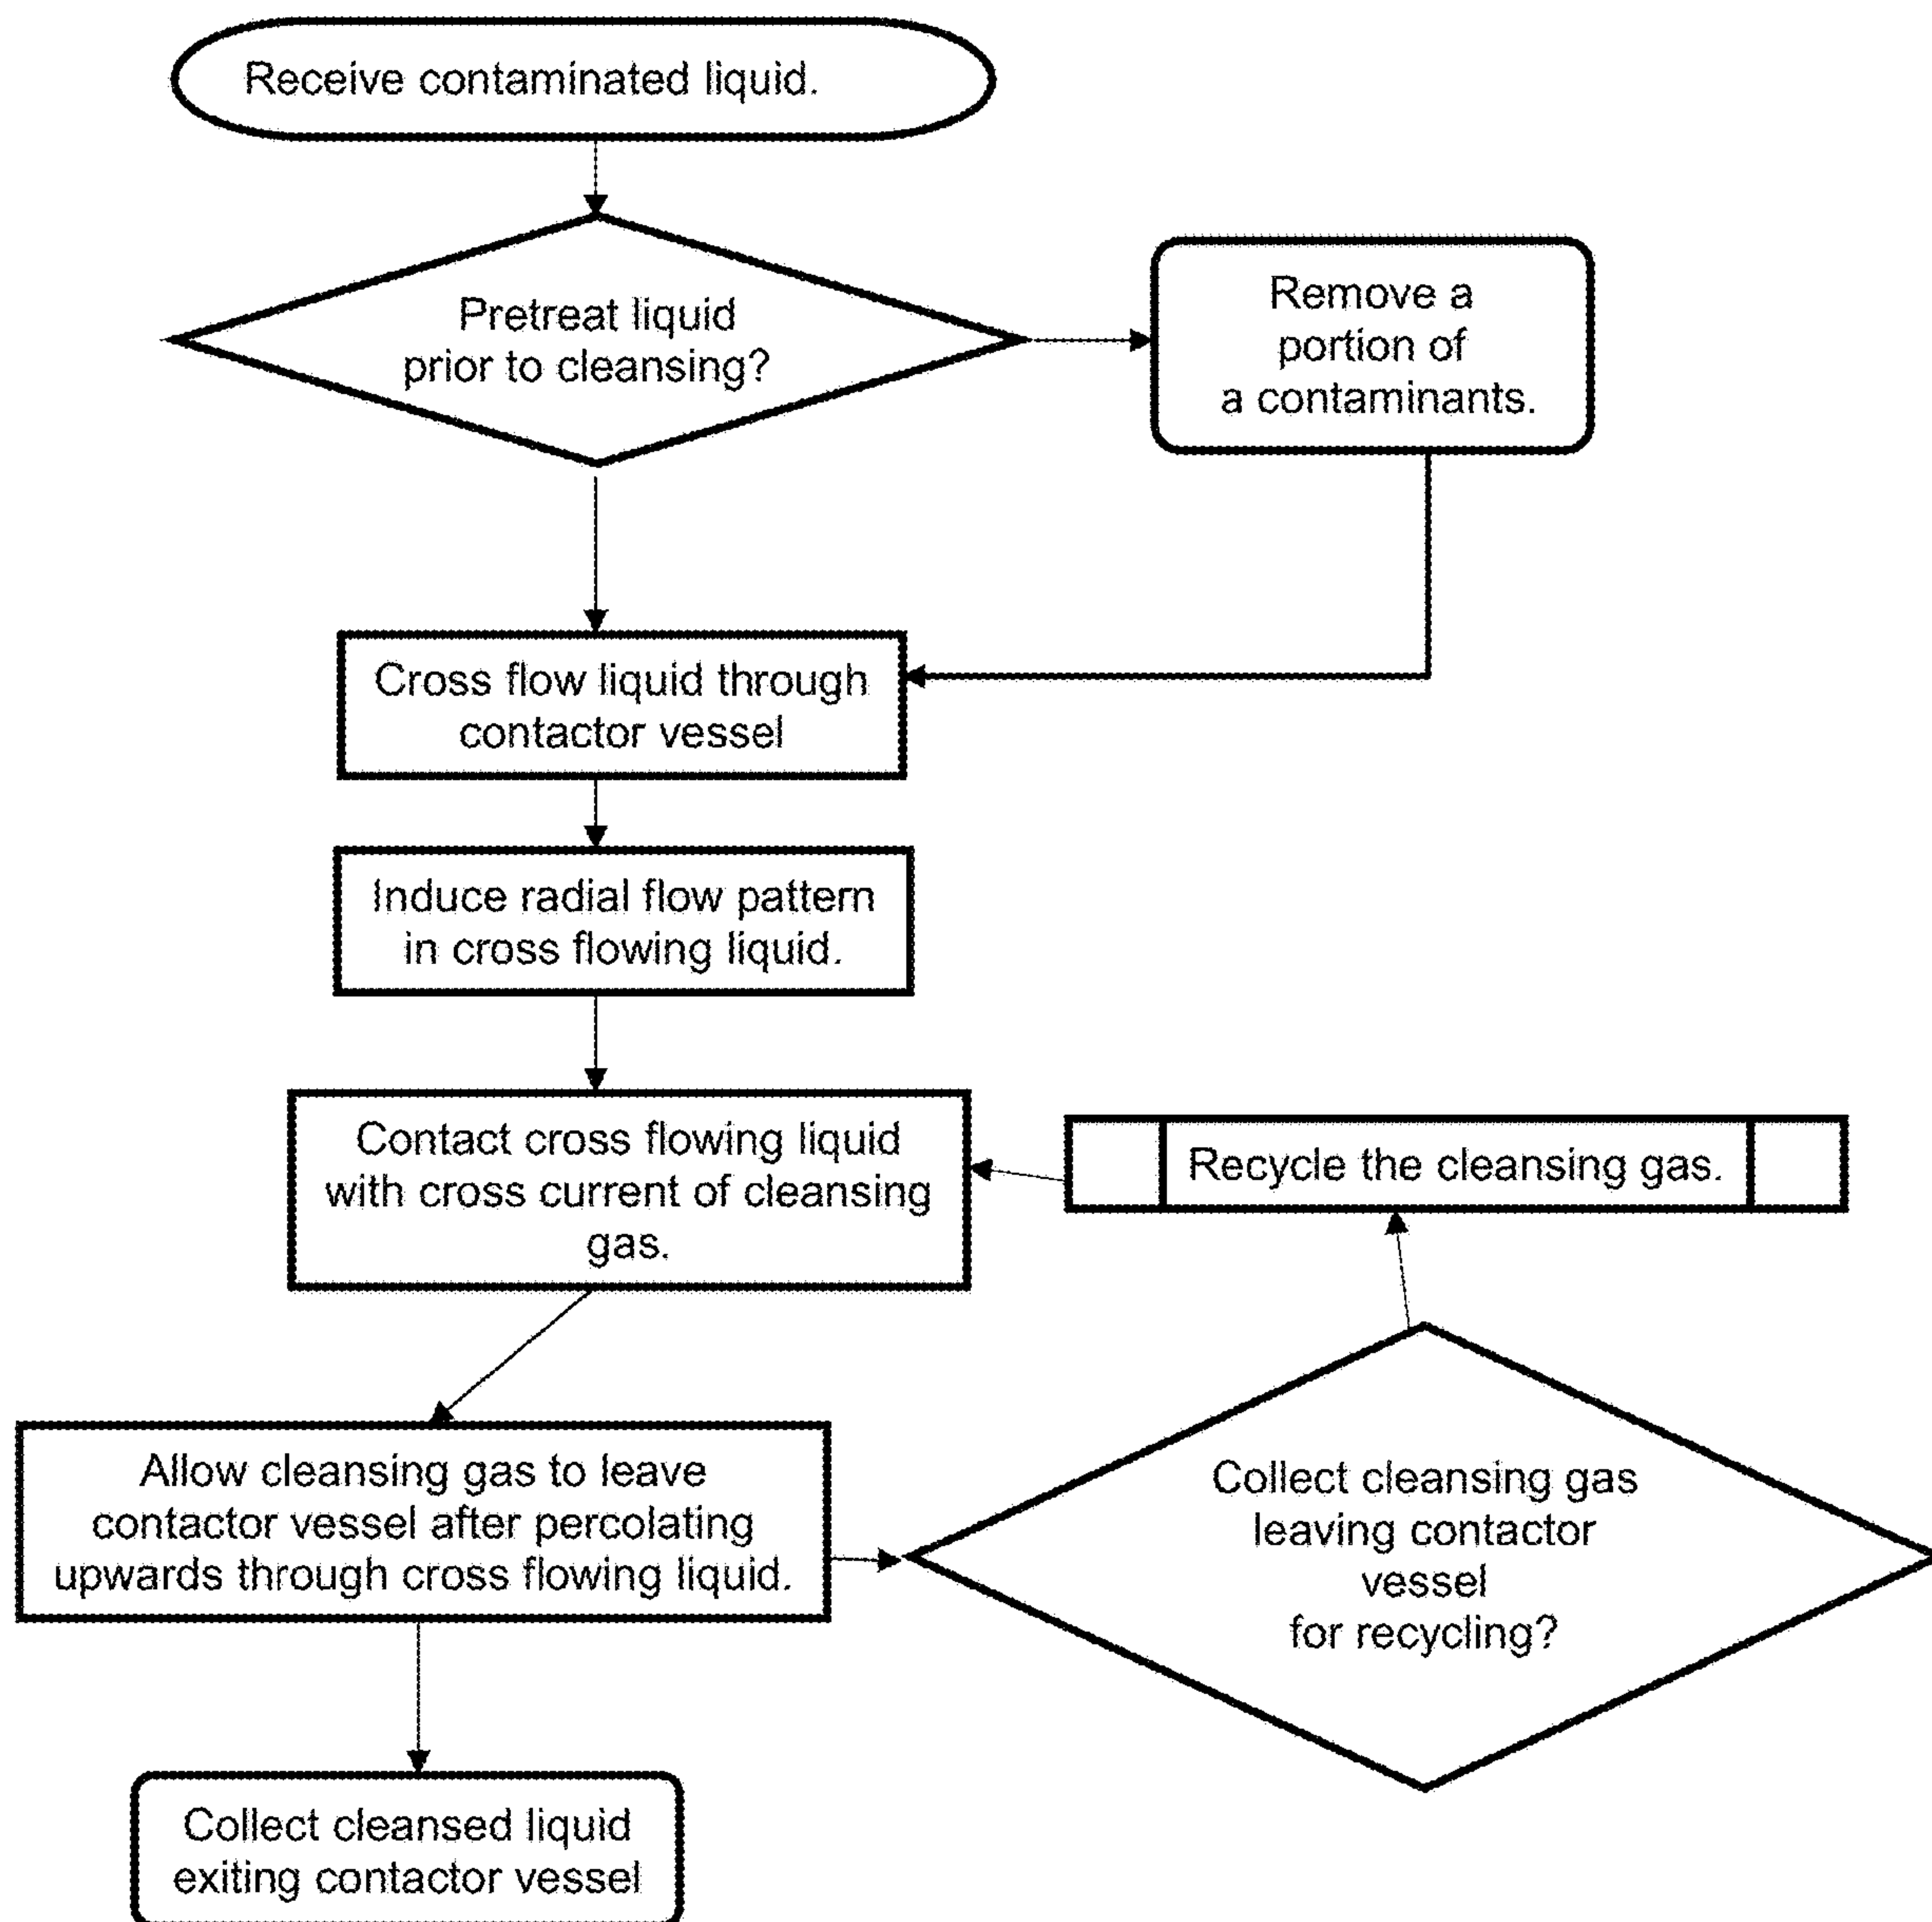 Receive contaminated liquid.
Pretreat liquid
prior to cleansing?
Remove a
portion of
a contaminants.
Cross flow liquid through
contactor vessel
Induce radial flow pattern
in cross flowing liquid.
Contact cross flowing liquid
with cross current of cleansing
gas.
Recycle the cleansing gas.
Allow cleansing gas to leave
contactor vessel after percolating
upwards through cross flowing liquid.
Collect cleansing gas
leaving contactor
vessel
for recycling?
Collect cleansed liquid
exiting contactor vessel